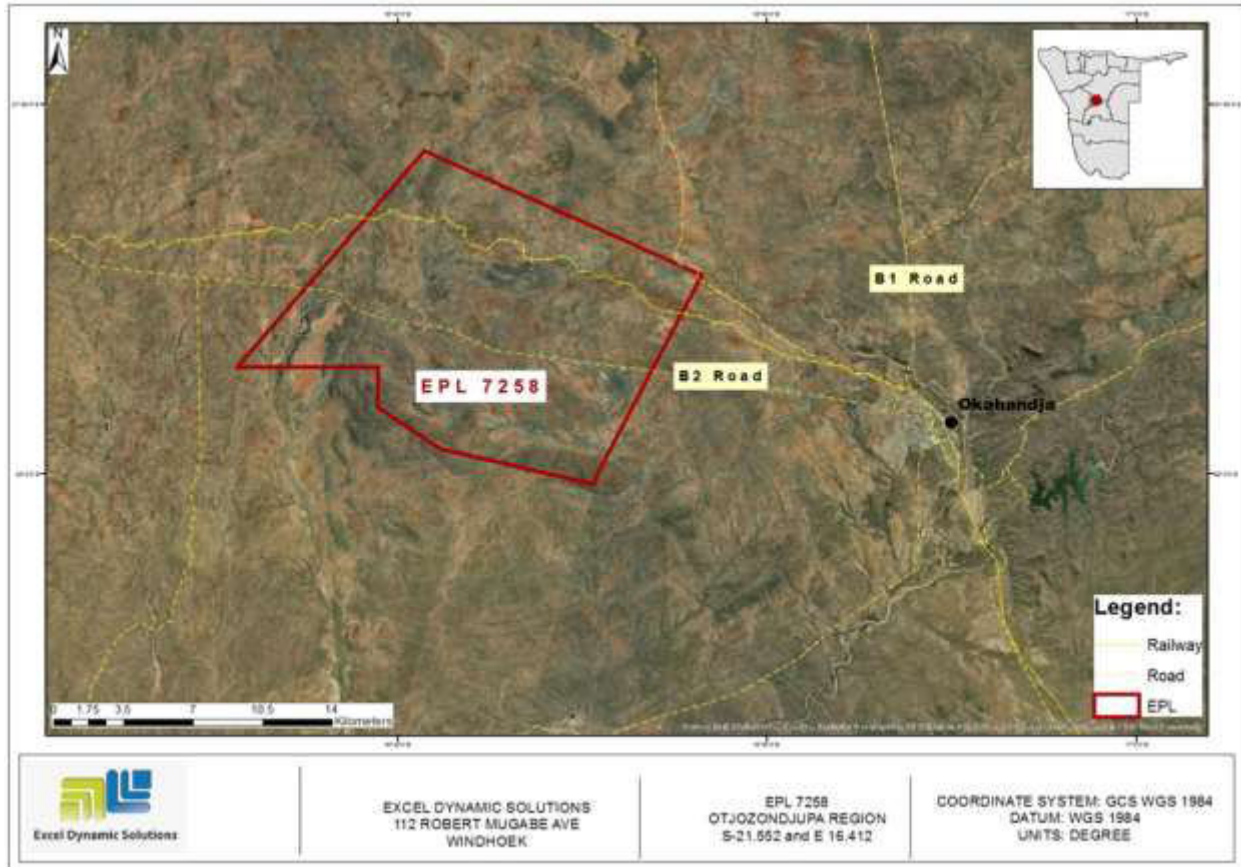 N
B1 Road
EPL 7258
B2 Road
Okahandja
Legend:
Railway
Road
EPL
0 1.75 3.5 7 10.5 14
Kilometers
Excel Dynamic Solutions
EXCEL DYNAMIC SOLUTIONS
112 ROBERT MUGABE AVE
WINDHOEK
EPL 7258
OTJOZONDJUPA REGION
S-21.552 and E 16.412
COORDINATE SYSTEM: GCS WGS 1984
DATUM: WGS 1984
UNITS: DEGREE